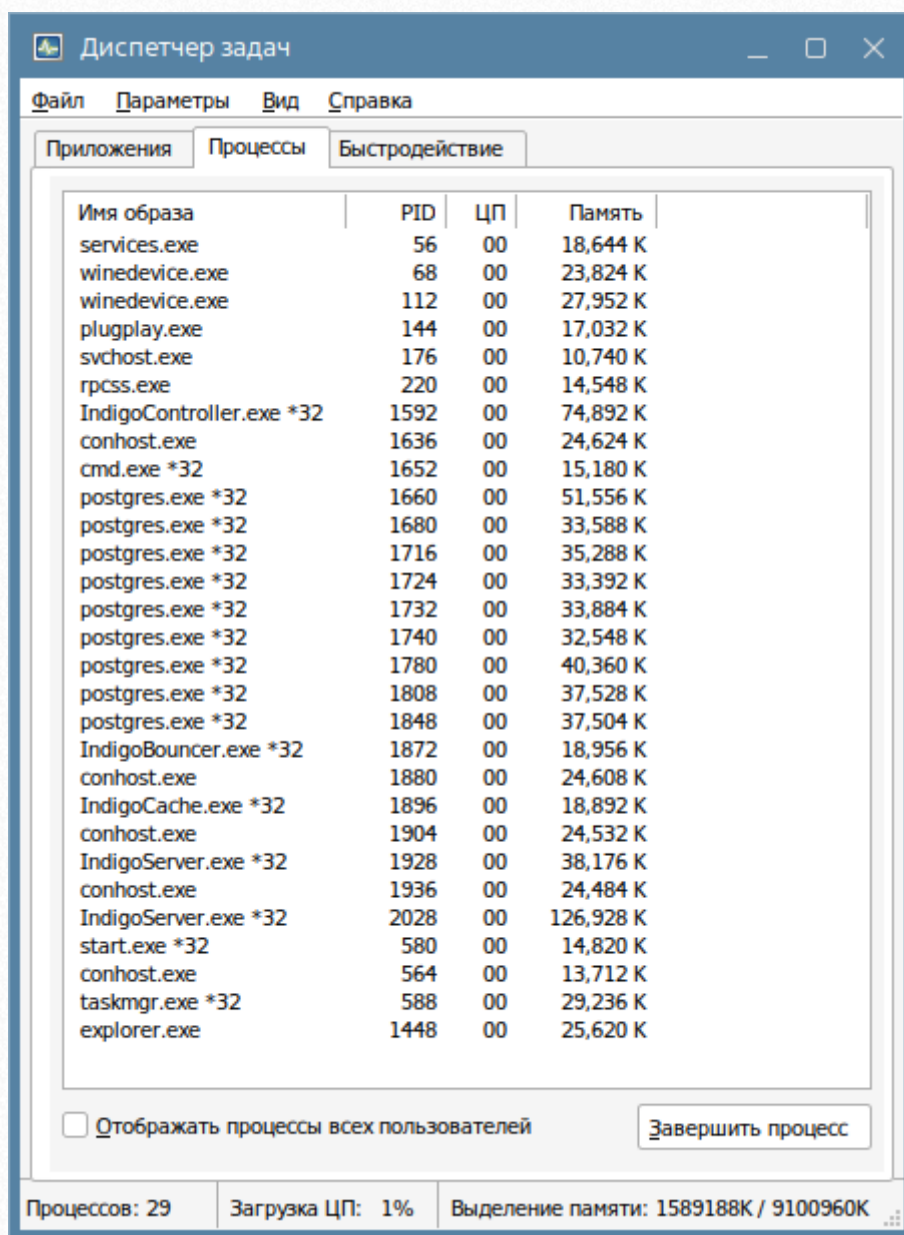 Диспетчер задач
Файл Параметры Вид Справка
Приложения Процессы Быстродействие
Имя образа PID ЦП Память
services.exe 56 00 18,644 K
winedevice.exe 68 00 23,824 K
winedevice.exe 112 00 27,952 K
plugplay.exe 144 00 17,032 K
svchost.exe 176 00 10,740 K
rpcss.exe 220 00 14,548 K
IndigoController.exe *32 1592 00 74,892 K
conhost.exe 1636 00 24,624 K
cmd.exe *32 1652 00 15,180 K
postgres.exe *32 1660 00 51,556 K
postgres.exe *32 1680 00 33,588 K
postgres.exe *32 1716 00 35,288 K
postgres.exe *32 1724 00 33,392 K
postgres.exe *32 1732 00 33,884 K
postgres.exe *32 1740 00 32,548 K
postgres.exe *32 1780 00 40,360 K
postgres.exe *32 1808 00 37,528 K
postgres.exe *32 1848 00 37,504 K
IndigoBouncer.exe *32 1872 00 18,956 K
conhost.exe 1880 00 24,608 K
IndigoCache.exe *32 1896 00 18,892 K
conhost.exe 1904 00 24,532 K
IndigoServer.exe *32 1928 00 38,176 K
conhost.exe 1936 00 24,484 K
IndigoServer.exe *32 2028 00 126,928 K
start.exe *32 580 00 14,820 K
conhost.exe 564 00 13,712 K
taskmgr.exe *32 588 00 29,236 K
explorer.exe 1448 00 25,620 K
Отображать процессы всех пользователей Завершить процесс
Процессов: 29 Загрузка ЦП: 1% Выделение памяти: 1589188K / 9100960K